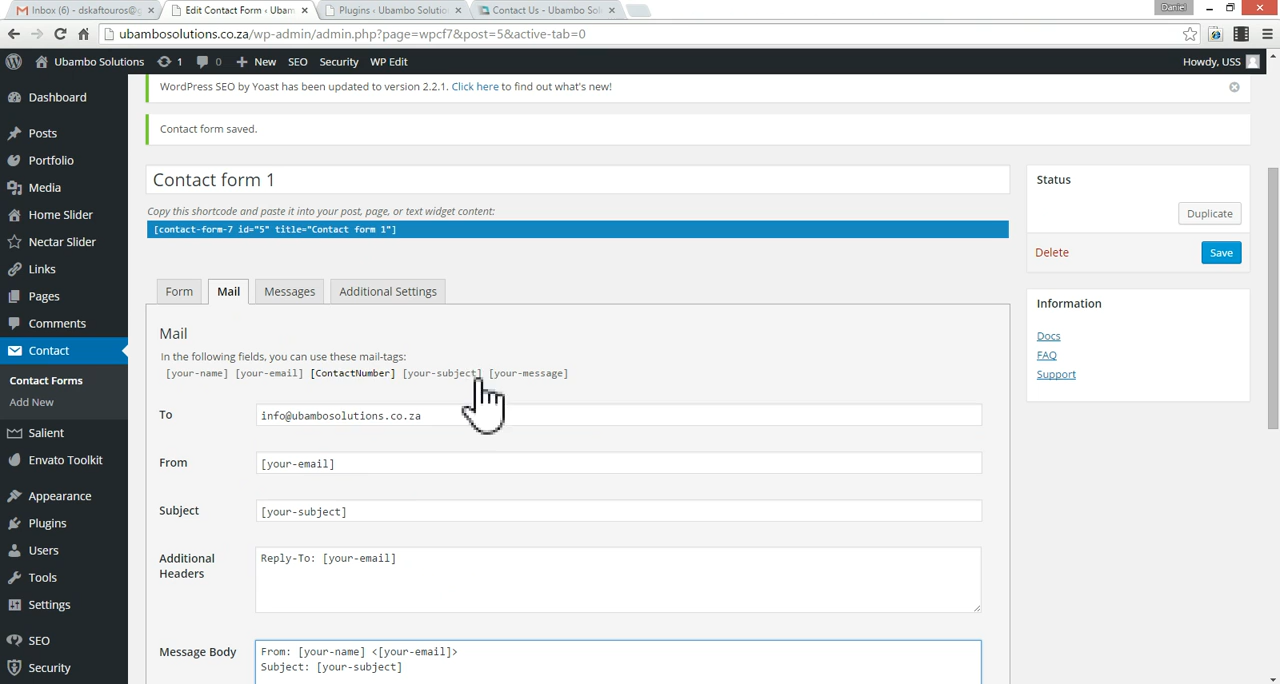 Inbox (6) - dskaftouros@g
Edit Contact Form ‹ Ubam
Plugins ‹ Ubambo Solutio
Contact Us - Ubambo Sol
Daniel
ubambosolutions.co.za/wp-admin/admin.php?page=wpcf7&post=5&active-tab=0
Ubambo Solutions 1 0 New SEO Security WP Edit Howdy, USS
Dashboard
Posts
Portfolio
Media
Home Slider
Nectar Slider
Links
Pages
Comments
Contact
Contact Forms
Add New
Salient
Envato Toolkit
Appearance
Plugins
Users
Tools
Settings
SEO
Security
WordPress SEO by Yoast has been updated to version 2.2.1. Click here to find out what's new!
Contact form saved.
Contact form 1
Copy this shortcode and paste it into your post, page, or text widget content:
[contact-form-7 id="5" title="Contact form 1"]
Form Mail Messages Additional Settings
Mail
In the following fields, you can use these mail-tags:
[your-name] [your-email] [ContactNumber] [your-subject] [your-message]
To info@ubambosolutions.co.za
From [your-email]
Subject [your-subject]
Additional Headers
Reply-To: [your-email]
Message Body
From: [your-name] <[your-email]>
Subject: [your-subject]
Status
Duplicate
Delete Save
Information
Docs
FAQ
Support